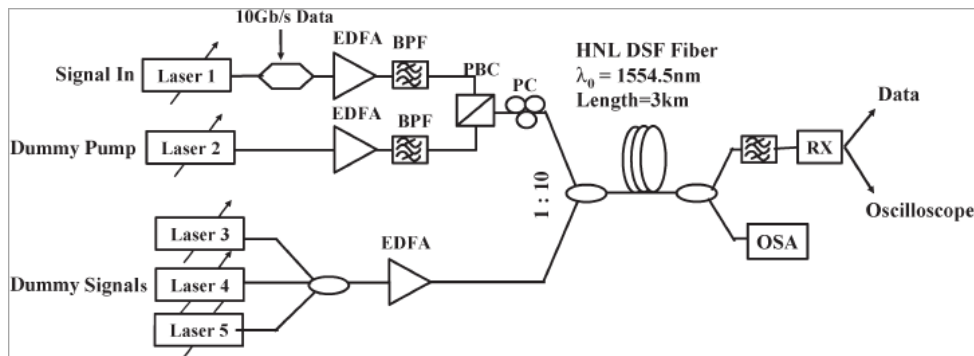 10Gb/s Data
EDFA
BPF
Signal In
Laser 1
PBC
PC
HNL DSF Fiber
λ0 = 1554.5nm
Length=3km
Dummy Pump
Laser 2
EDFA
BPF
1 : 10
Data
RX
Oscilloscope
OSA
Laser 3
EDFA
Dummy Signals
Laser 4
Laser 5